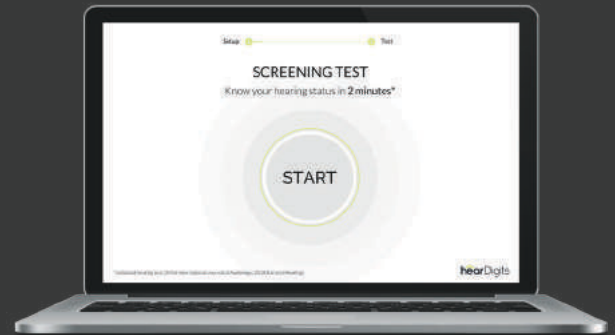 Setup Test
SCREENING TEST
Know your hearing status in 2 minutes*
START
hearDigits